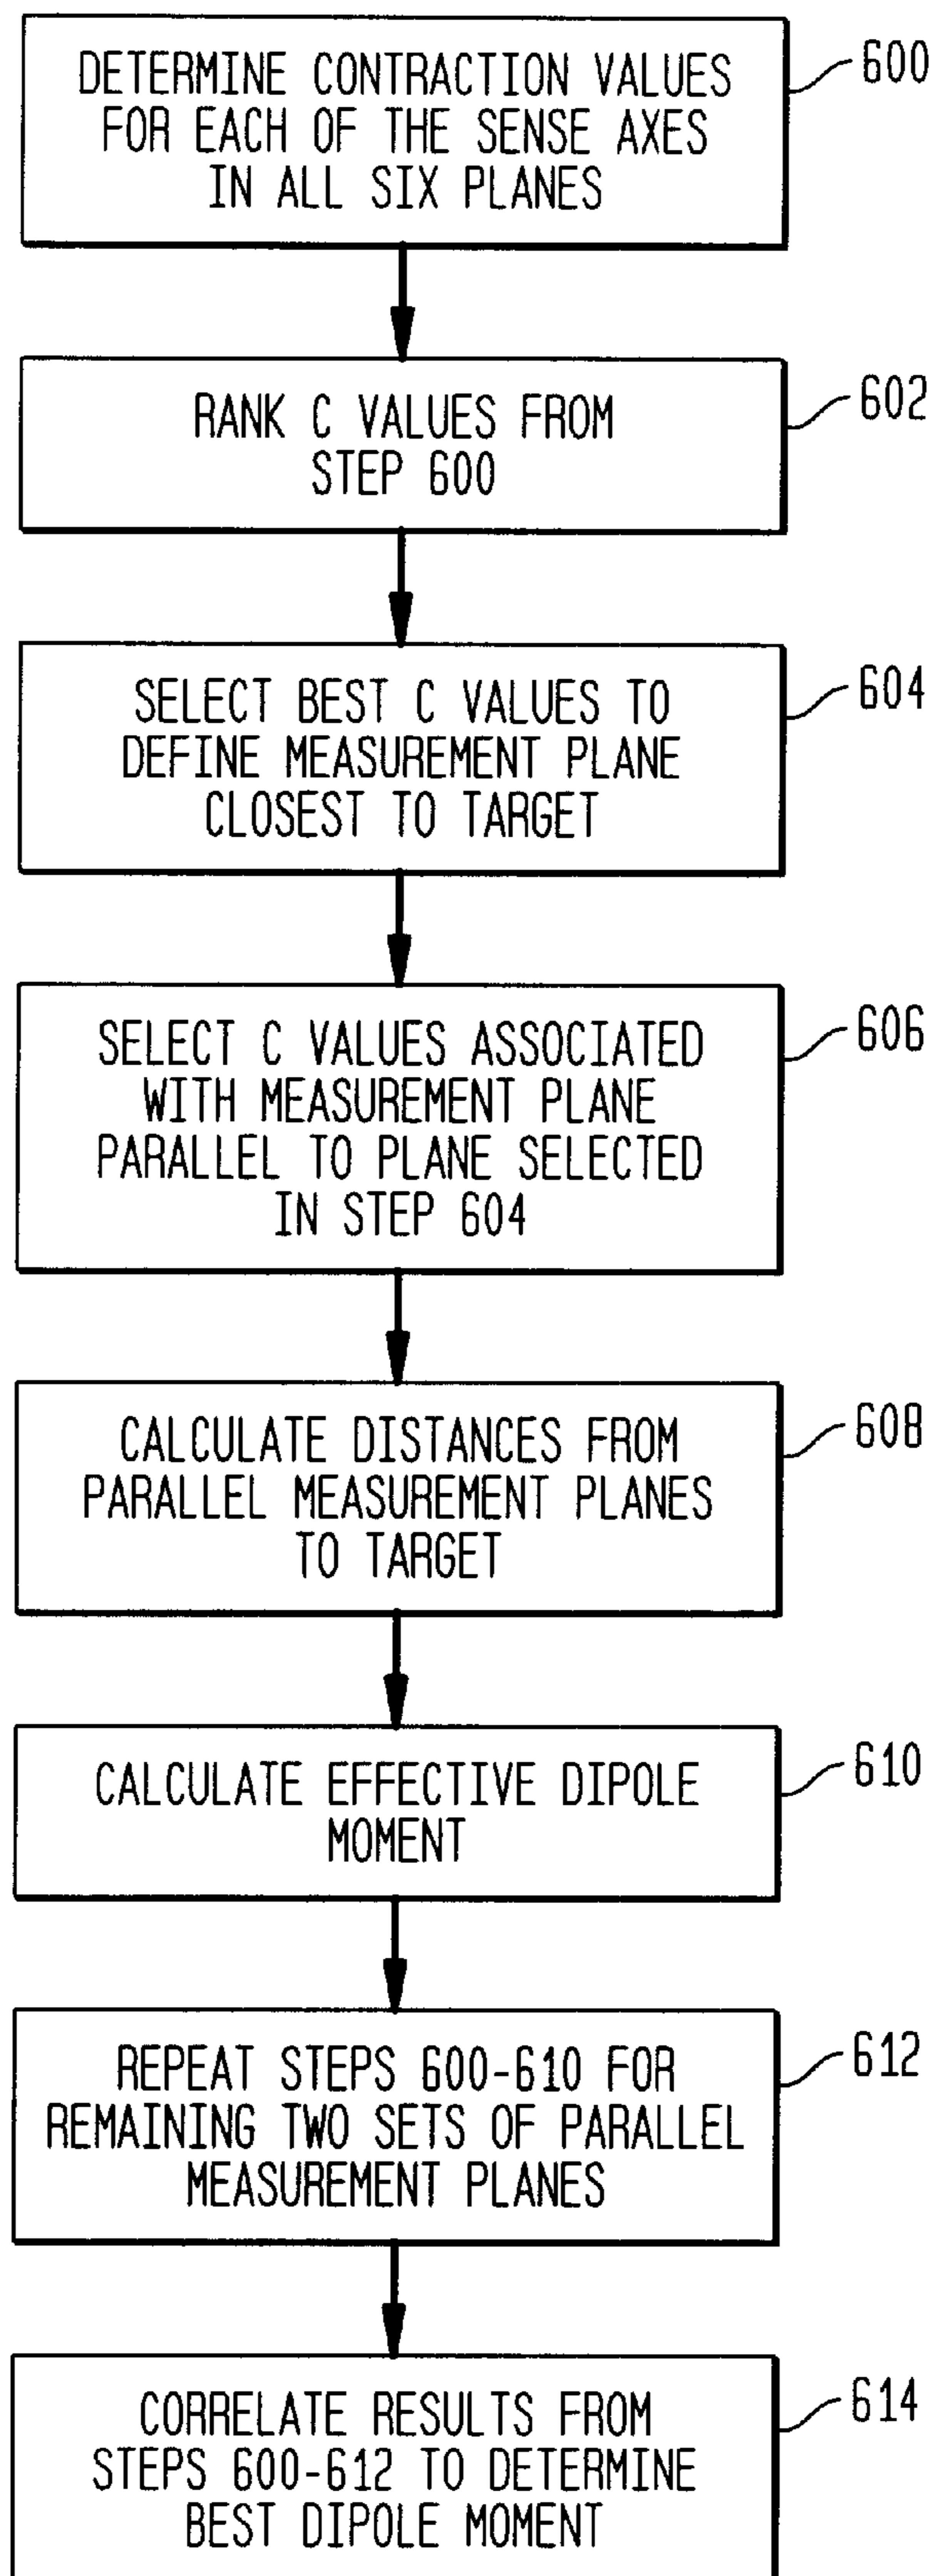 DETERMINE CONTRACTION VALUES
FOR EACH OF THE SENSE AXES
IN ALL SIX PLANES
600
RANK C VALUES FROM
STEP 600
602
SELECT BEST C VALUES TO
DEFINE MEASUREMENT PLANE
CLOSEST TO TARGET
604
SELECT C VALUES ASSOCIATED
WITH MEASUREMENT PLANE
PARALLEL TO PLANE SELECTED
IN STEP 604
606
CALCULATE DISTANCES FROM
PARALLEL MEASUREMENT PLANES
TO TARGET
608
CALCULATE EFFECTIVE DIPOLE
MOMENT
610
REPEAT STEPS 600-610 FOR
REMAINING TWO SETS OF PARALLEL
MEASUREMENT PLANES
612
CORRELATE RESULTS FROM
STEPS 600-612 TO DETERMINE
BEST DIPOLE MOMENT
614